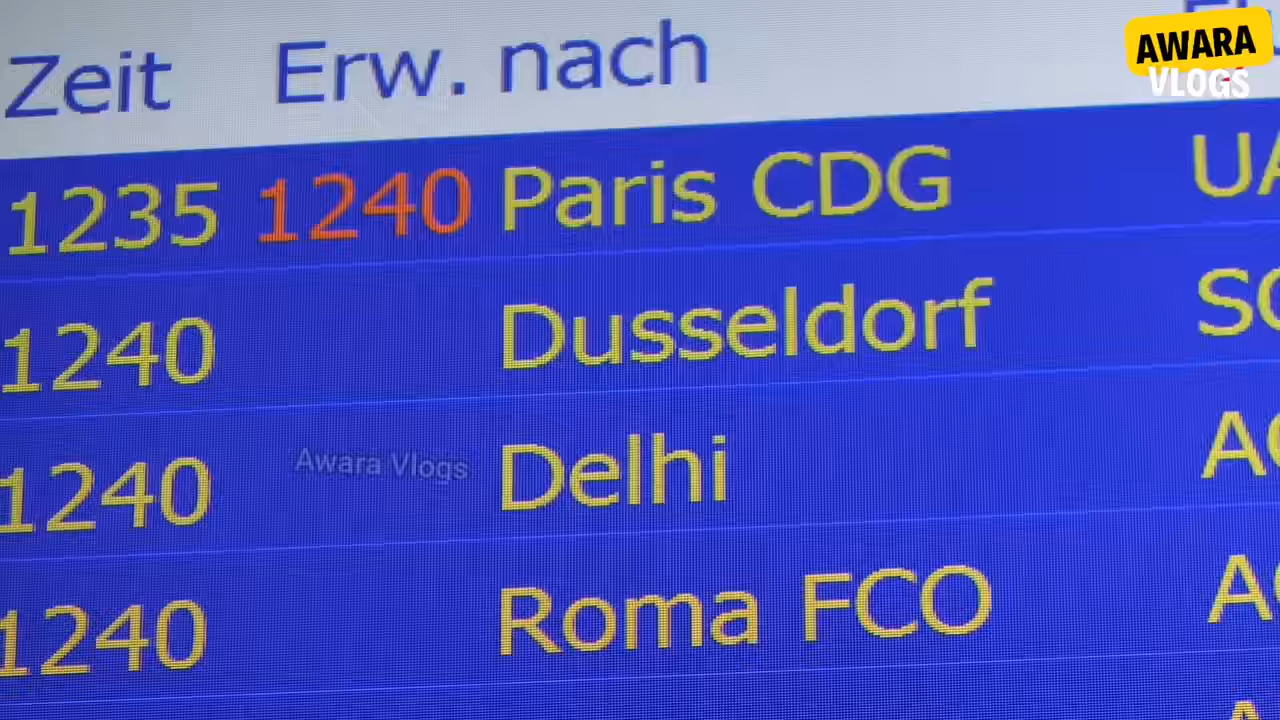 AWARA
VLOGS
Zeit Erw. nach
1235 1240 Paris CDG
1240 Dusseldorf
1240 Delhi
Awara Vlogs
1240 Roma FCO